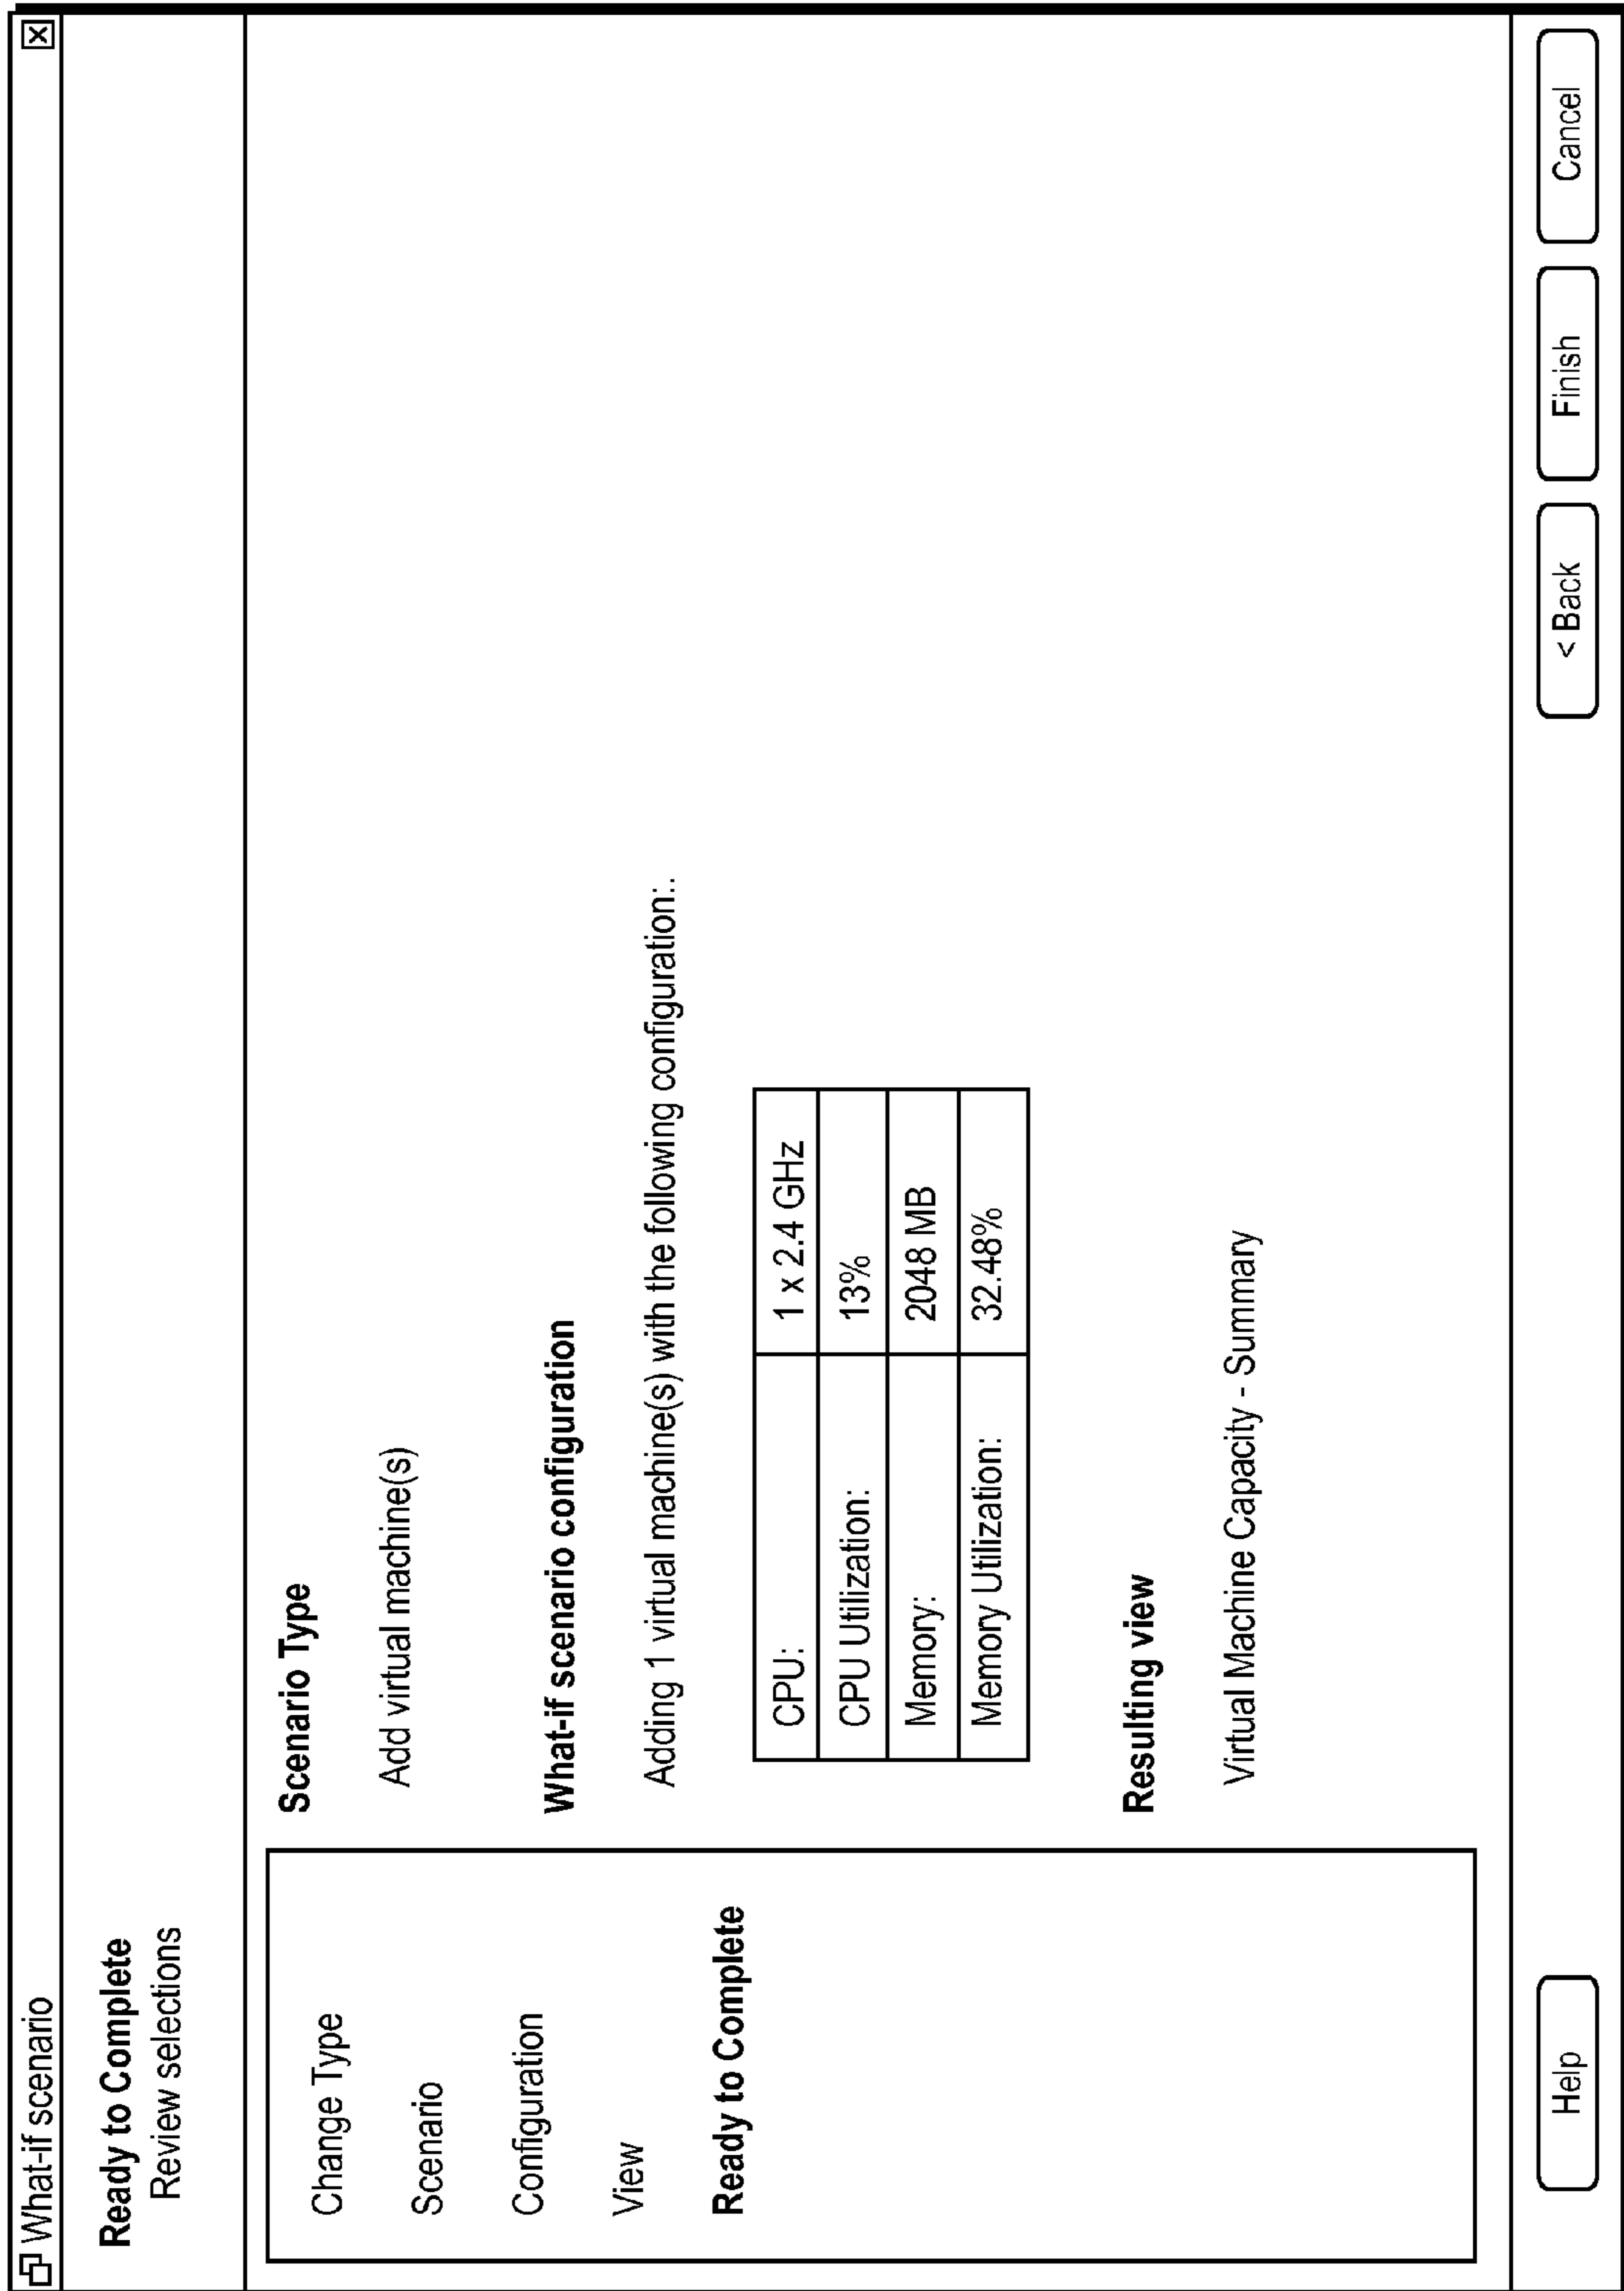 What-if scenario
Ready to Complete
Review selections
Change Type
Scenario
Configuration
View
Ready to Complete
Scenario Type
Add virtual machine(s)
What-if scenario configuration
Adding 1 virtual machine(s) with the following configuration:.
CPU: 1 x 2.4 GHz
CPU Utilization: 13%
Memory: 2048 MB
Memory Utilization: 32.48%
Resulting view
Virtual Machine Capacity - Summary
Help < Back Finish Cancel